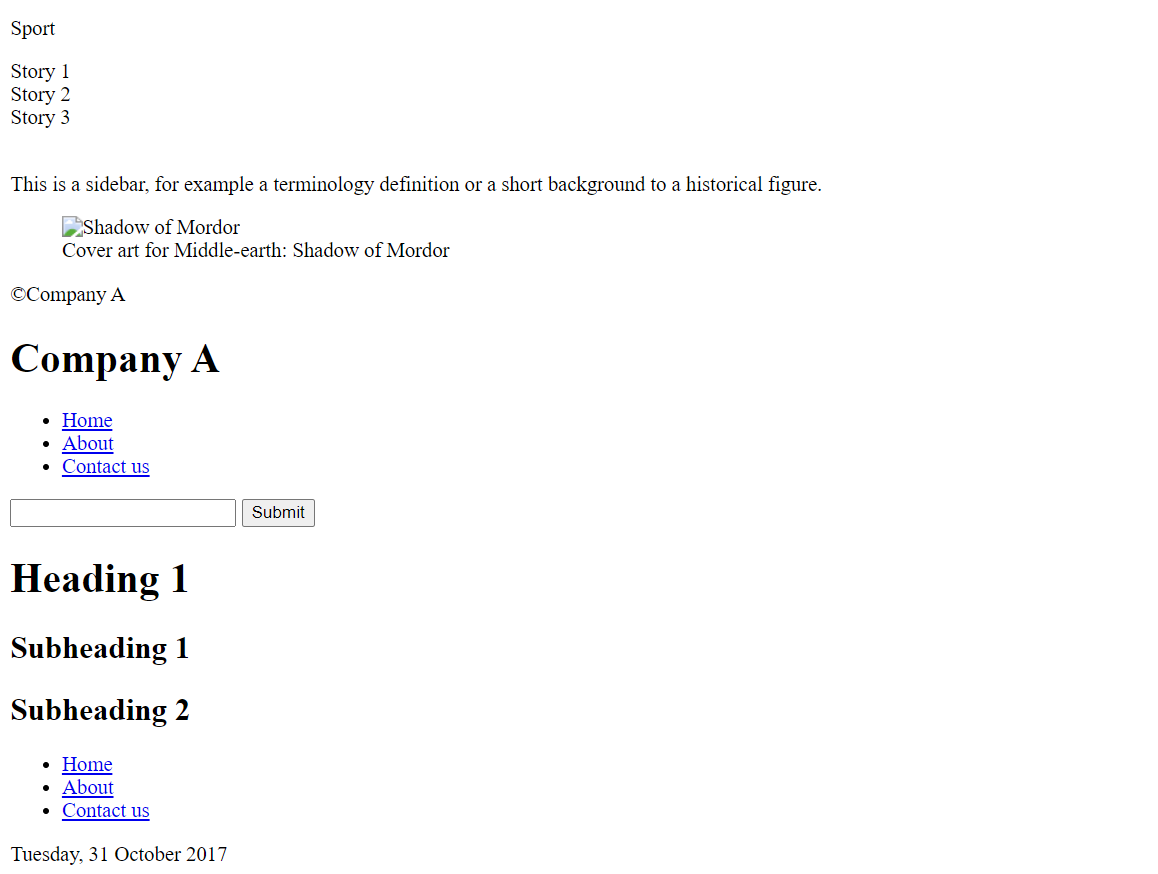 Sport
Story 1
Story 2
Story 3
This is a sidebar, for example a terminology definition or a short background to a historical figure.
Shadow of Mordor
Cover art for Middle-earth: Shadow of Mordor
©Company A
Company A
Home
About
Contact us
Submit
Heading 1
Subheading 1
Subheading 2
Home
About
Contact us
Tuesday, 31 October 2017